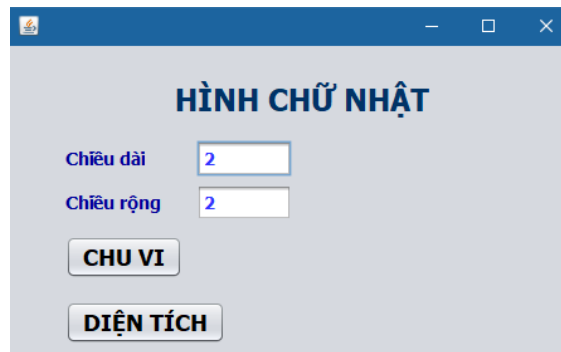 HÌNH CHỮ NHẬT
Chiều dài 2
Chiều rộng 2
CHU VI
DIỆN TÍCH